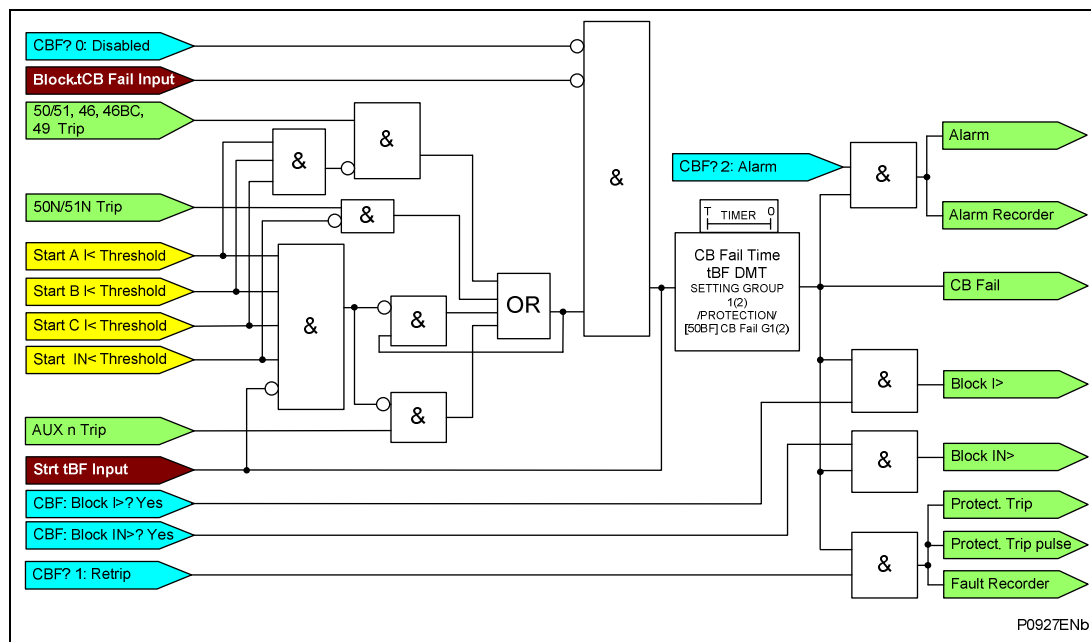 CBF? 0: Disabled
Block.tCB Fail Input
50/51, 46, 46BC,
49 Trip
50N/51N Trip
Start A I< Threshold
Start B I< Threshold
Start C I< Threshold
Start IN< Threshold
AUX n Trip
Strt tBF Input
CBF: Block I>? Yes
CBF: Block IN>? Yes
CBF? 1: Retrip
&
&
&
&
&
&
OR
&
CBF? 2: Alarm
T TIMER 0
CB Fail Time
tBF DMT
SETTING GROUP
1(2)
/PROTECTION/
[50BF] CB Fail G1(2)
&
&
&
&
Alarm
Alarm Recorder
CB Fail
Block I>
Block IN>
Protect. Trip
Protect. Trip pulse
Fault Recorder
P0927ENb